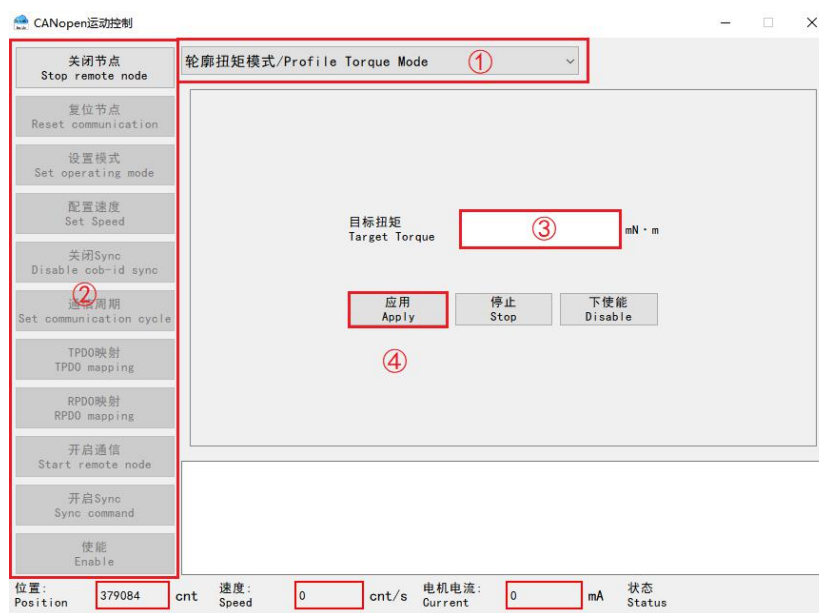 CANopen运动控制
关闭节点
Stop remote node
轮廓扭矩模式/Profile Torque Mode
①
复位节点
Reset communication
设置模式
Set operating mode
配置速度
Set Speed
关闭Sync
Disable cob-id sync
②
通信周期
Set communication cycle
TPDO映射
TPDO mapping
RPDO映射
RPDO mapping
开启通信
Start remote node
开启Sync
Sync command
使能
Enable
目标扭矩
Target Torque
③
mN·m
应用
Apply
停止
Stop
下使能
Disable
④
位置:
Position
379084
cnt
速度:
Speed
0
cnt/s
电机电流:
Current
0
mA
状态
Status